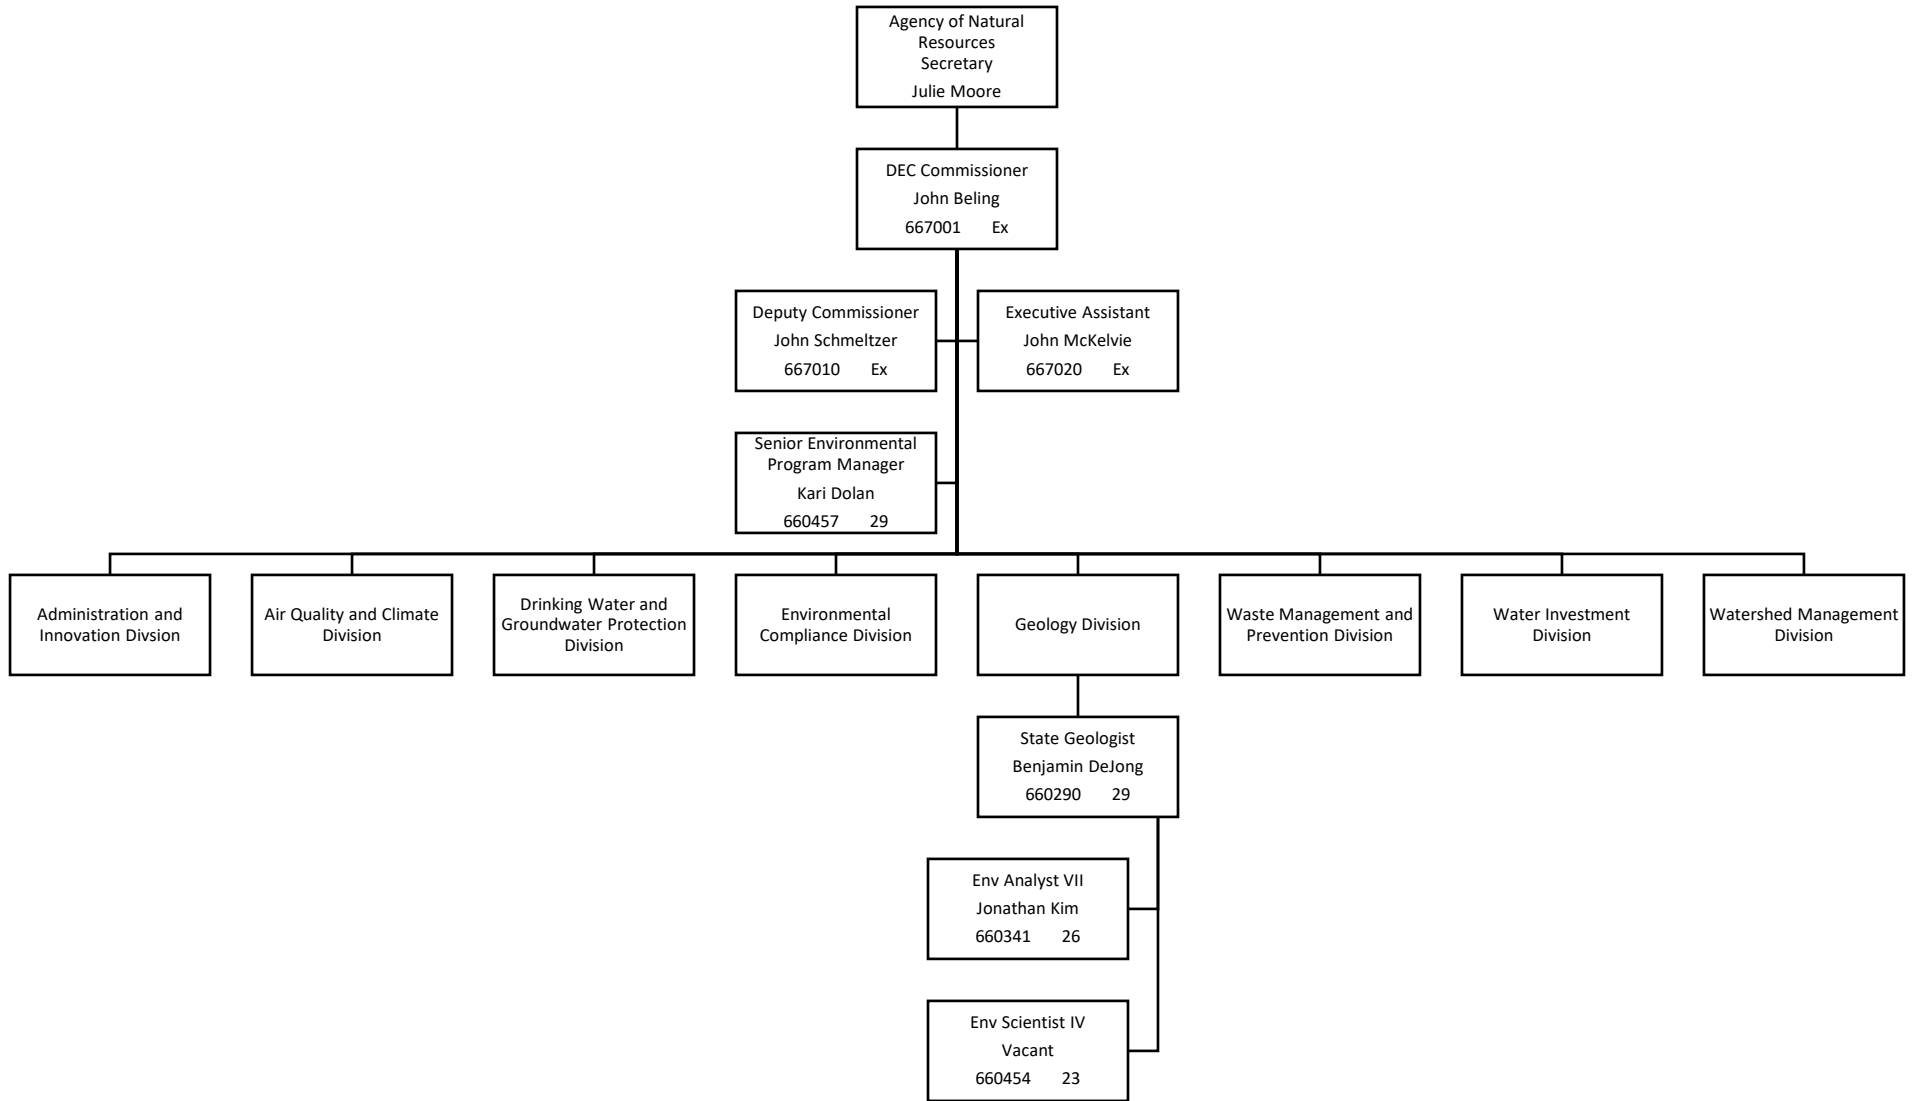 Agency of Natural
Resources
Secretary
Julie Moore
DEC Commissioner
John Beling
667001 Ex
Deputy Commissioner
John Schmeltzer
667010 Ex
Executive Assistant
John McKelvie
667020 Ex
Senior Environmental
Program Manager
Kari Dolan
660457 29
Administration and
Innovation Divsion
Air Quality and Climate
Division
Drinking Water and
Groundwater Protection
Division
Environmental
Compliance Division
Geology Division
Waste Management and
Prevention Division
Water Investment
Division
Watershed Management
Division
State Geologist
Benjamin DeJong
660290 29
Env Analyst VII
Jonathan Kim
660341 26
Env Scientist IV
Vacant
660454 23